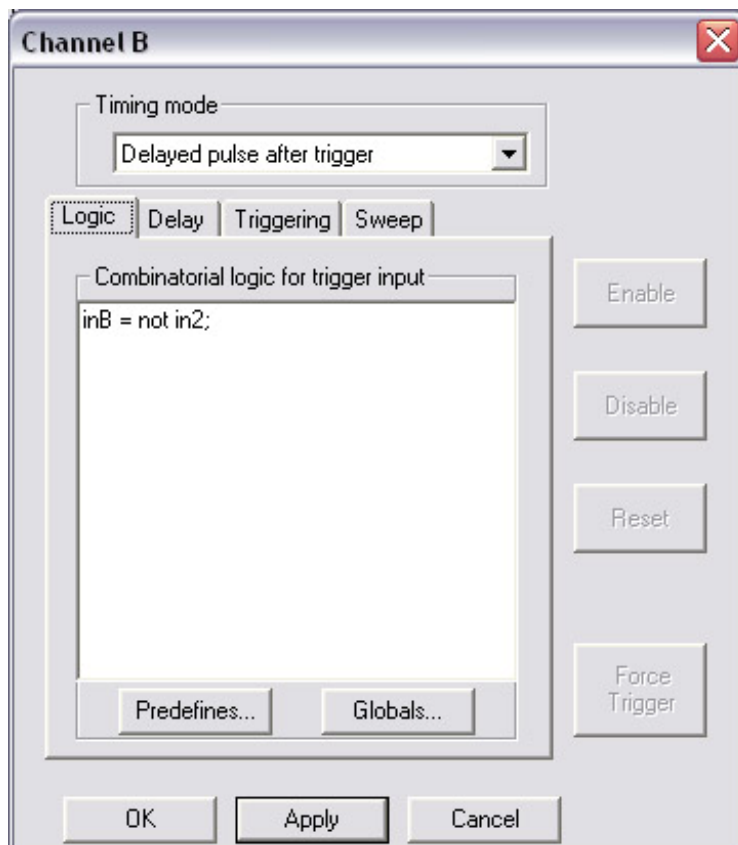 Channel B
Timing mode
Delayed pulse after trigger
Logic Delay Triggering Sweep
Combinatorial logic for trigger input
inB = not in2;
Enable
Disable
Reset
Force
Trigger
Predefines... Globals...
OK Apply Cancel